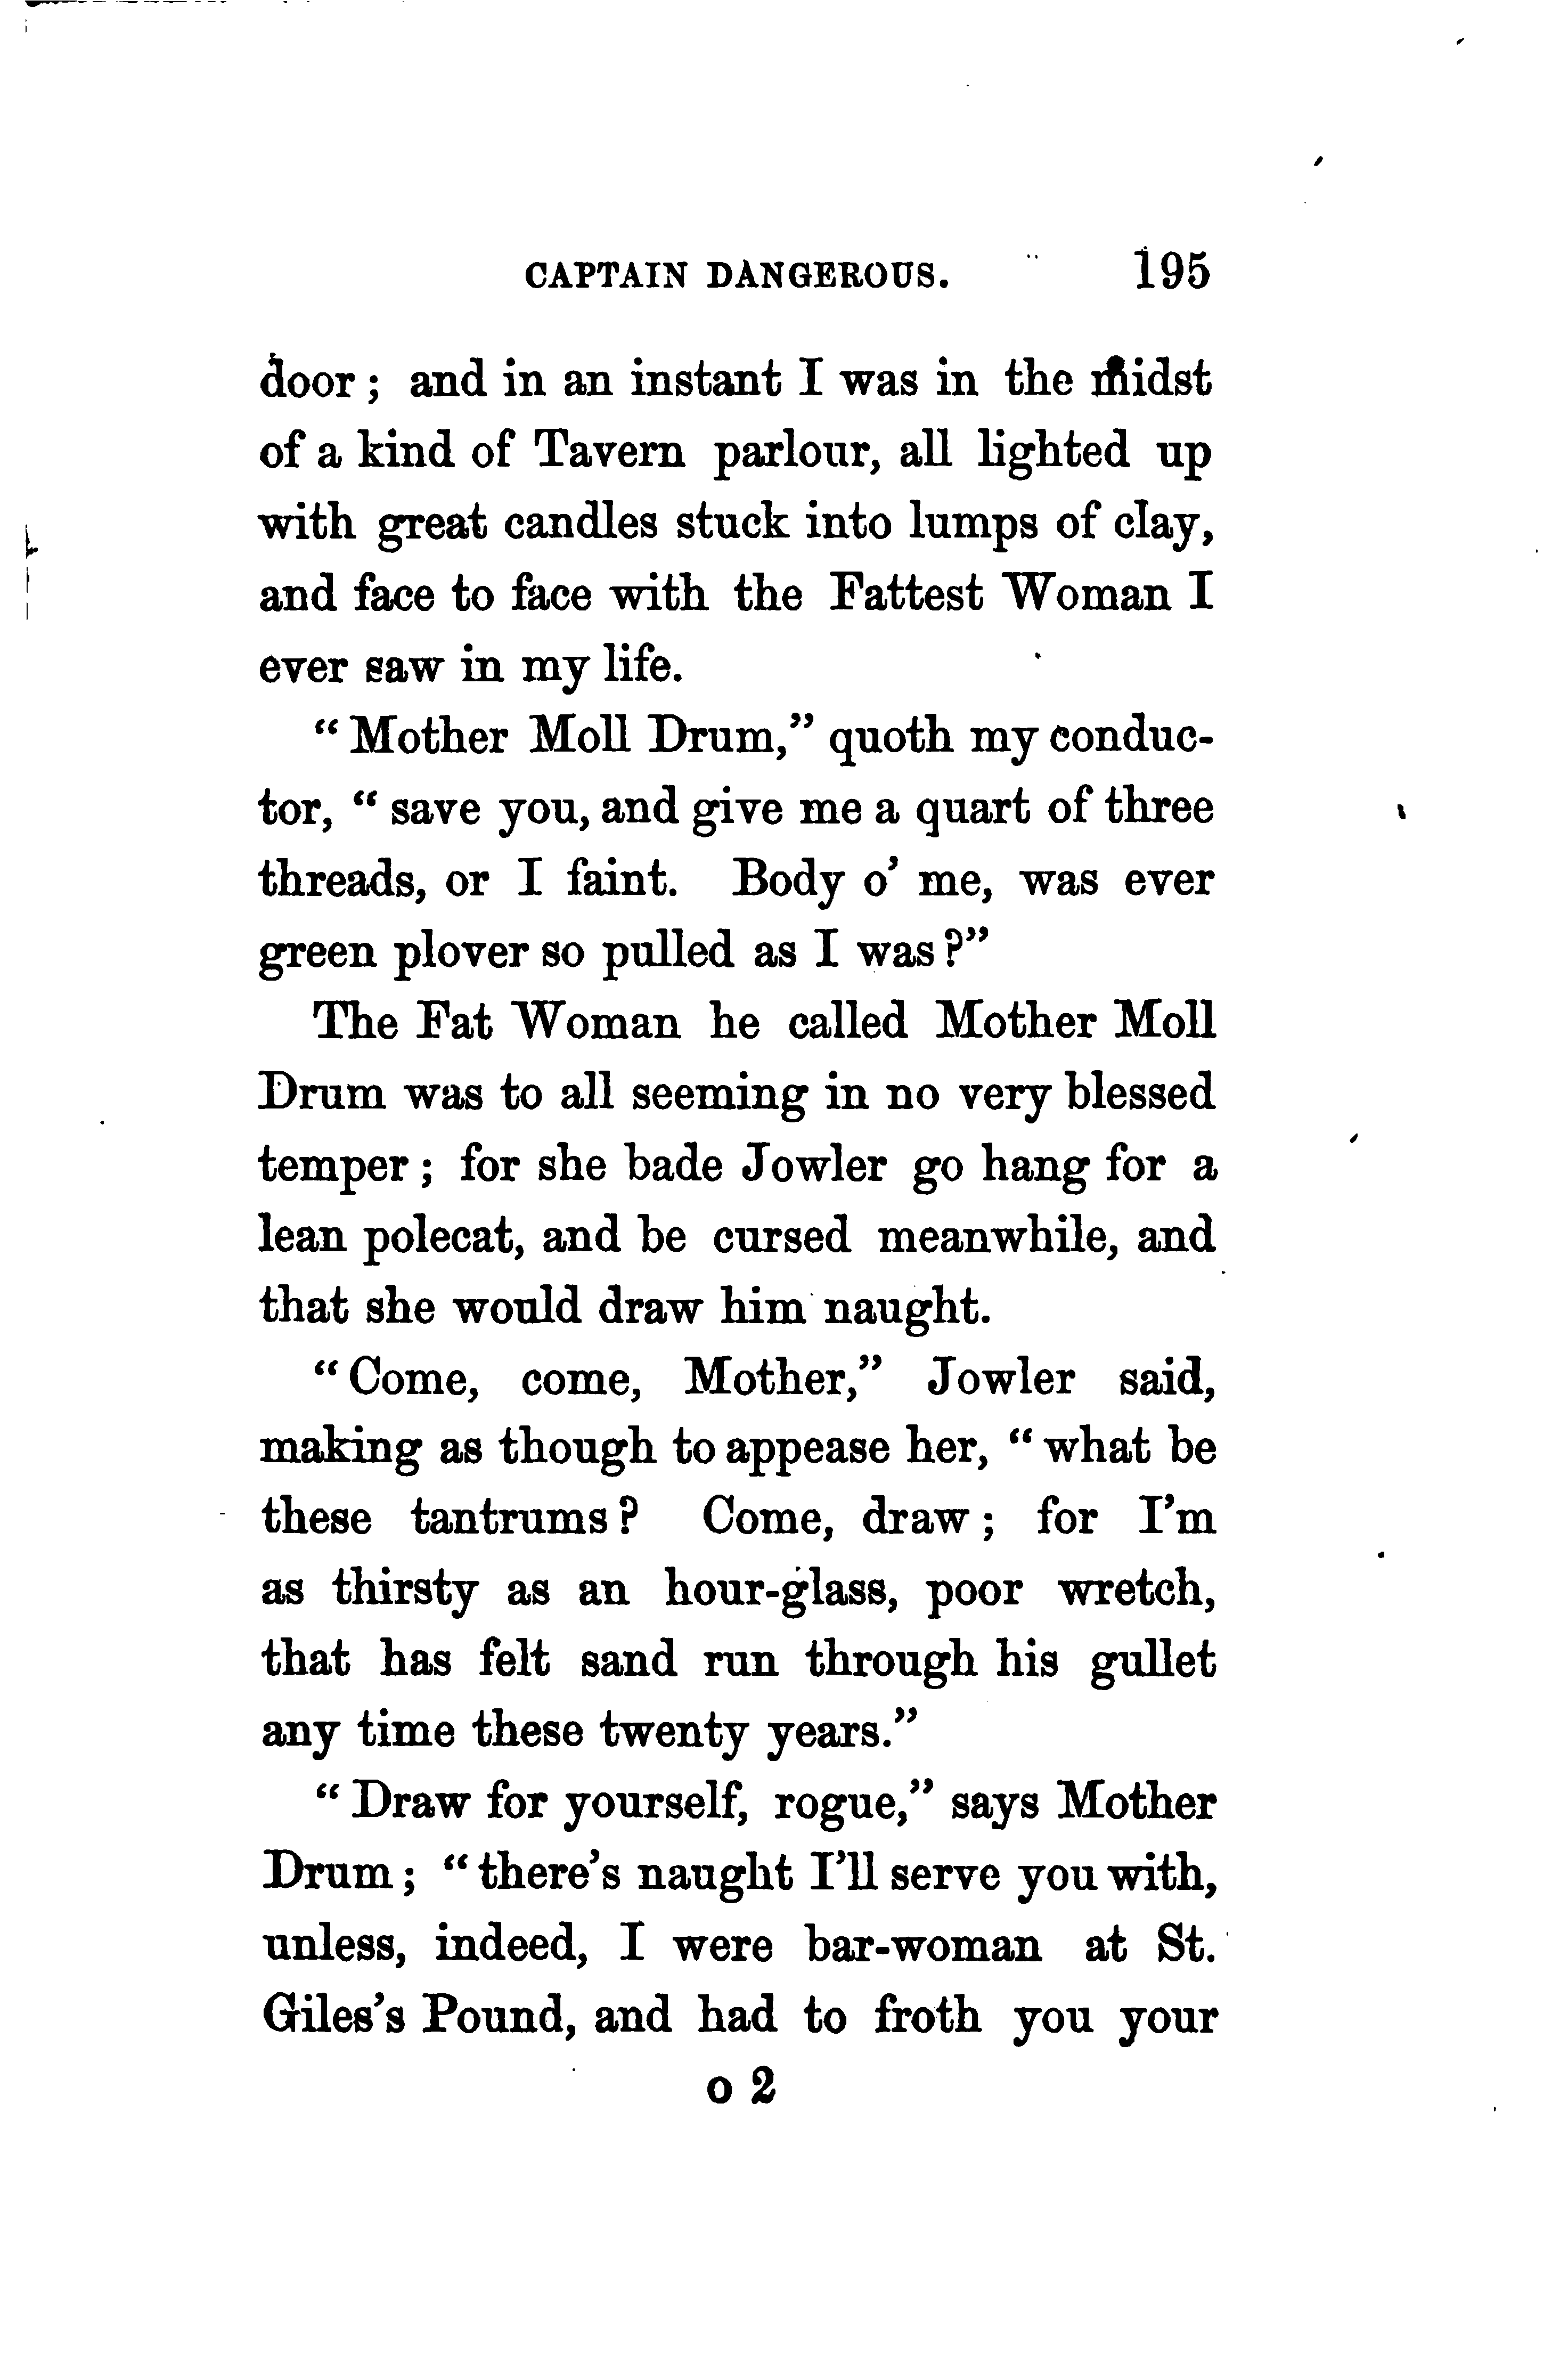 CAPTAIN DANGEROUS. 195
door; and in an instant I was in the midst
of a kind of Tavern parlour, all lighted up
with great candles stuck into lumps of clay,
and face to face with the Fattest Woman I
ever saw in my life.
“Mother Moll Drum,” quoth my conduc-
tor, “save you, and give me a quart of three
threads, or I faint. Body o’ me, was ever
green plover so pulled as I was?”
The Fat Woman he called Mother Moll
Drum was to all seeming in no very blessed
temper; for she bade Jowler go hang for a
lean polecat, and be cursed meanwhile, and
that she would draw him naught.
“Come, come, Mother,” Jowler said,
making as though to appease her, “what be
these tantrums? Come, draw; for I’m
as thirsty as an hour-glass, poor wretch,
that has felt sand run through his gullet
any time these twenty years.”
“Draw for yourself, rogue,” says Mother
Drum; “there’s naught I’ll serve you with,
unless, indeed, I were bar-woman at St.
Giles’s Pound, and had to froth you your
o 2